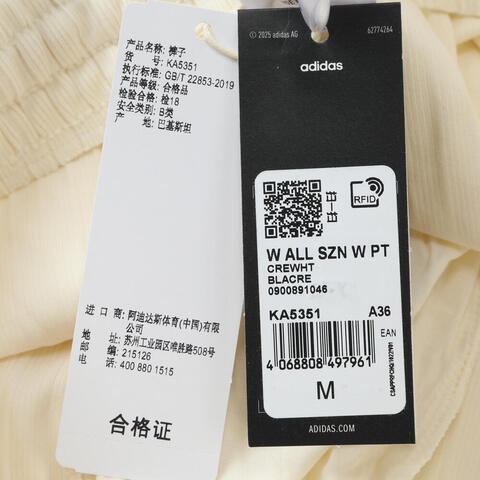 产品名称: 裤子
货 号: KA5351
执行标准: GB/T 22853-2019
产品等级: 合格品
检验合格: 检18
安全类别: B类
产 地: 巴基斯坦
进 口 商: 阿迪达斯体育(中国)有限公司
地 址: 苏州工业园区唯胜路508号
邮 编: 215126
电 话: 400 880 1515
合格证
© 2025 adidas AG
62774264
adidas
RFID
W ALL SZN W PT
CREWHT
BLACRE
0900891046
KA5351 A36
EAN
4 068808 497961
M
ADIDAS.COM